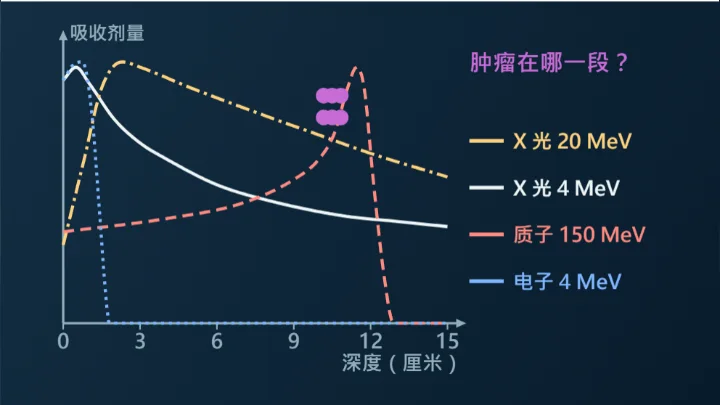 吸收剂量
肿瘤在哪一段？
X 光 20 MeV
X 光 4 MeV
质子 150 MeV
电子 4 MeV
0 3 6 9 12 15
深度（厘米）